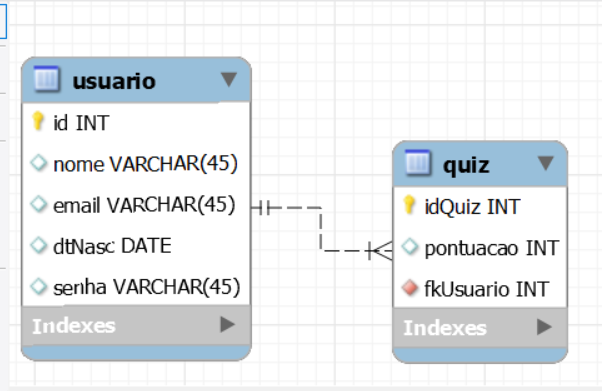 usuario
id INT
nome VARCHAR(45)
email VARCHAR(45)
dtNasc DATE
senha VARCHAR(45)
Indexes
quiz
idQuiz INT
pontuacao INT
fkUsuario INT
Indexes